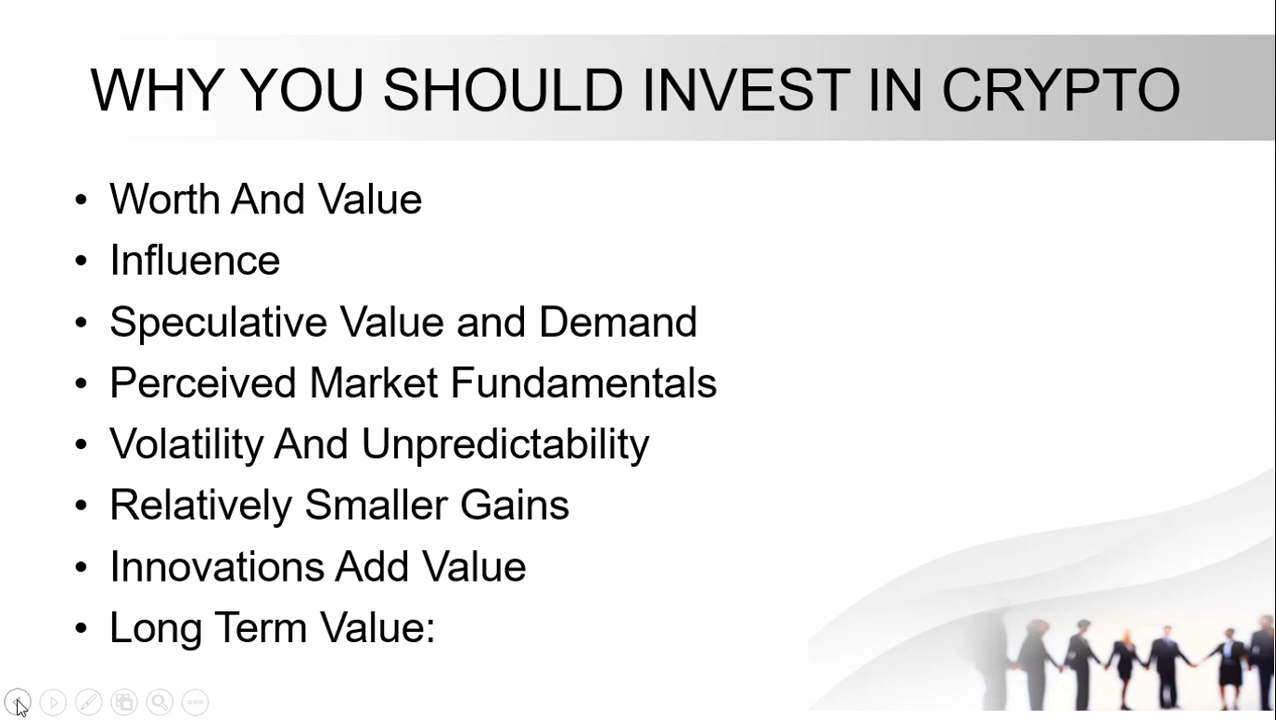 WHY YOU SHOULD INVEST IN CRYPTO
• Worth And Value
• Influence
• Speculative Value and Demand
• Perceived Market Fundamentals
• Volatility And Unpredictability
• Relatively Smaller Gains
• Innovations Add Value
• Long Term Value: